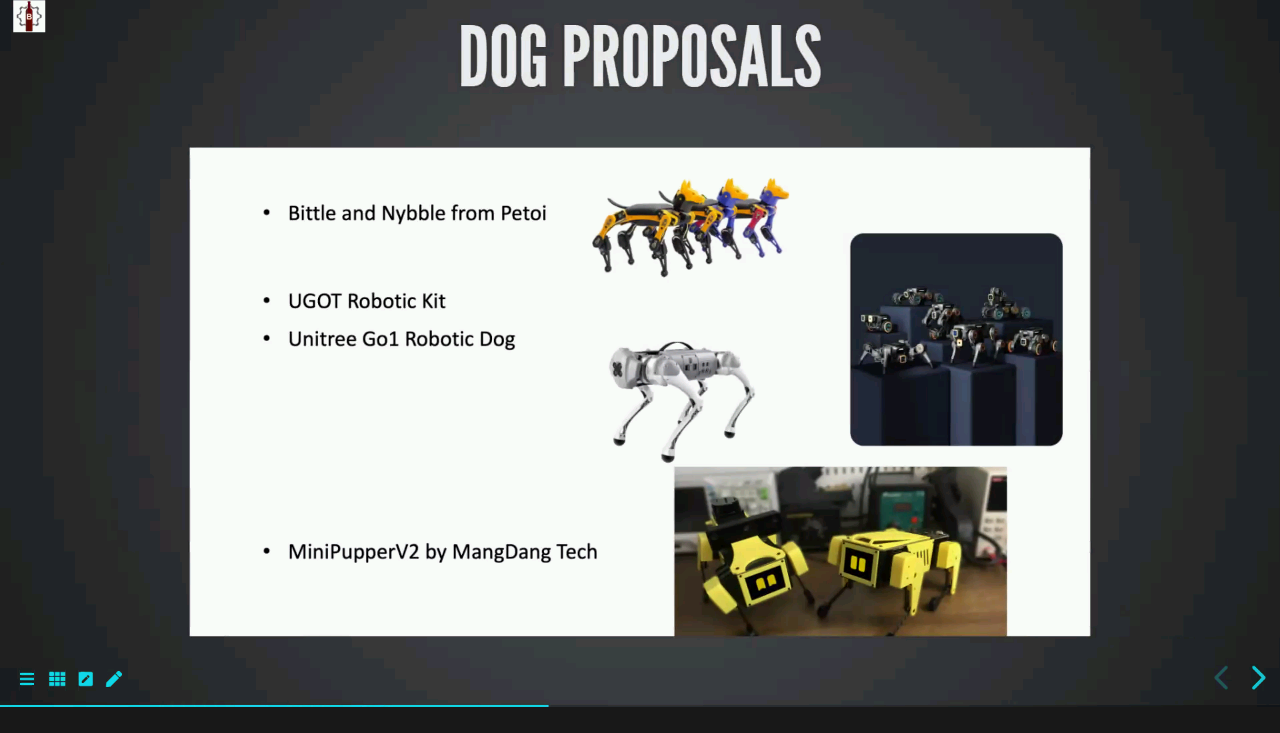 DOG PROPOSALS
• Bittle and Nybble from Petoi
• UGOT Robotic Kit
• Unitree Go1 Robotic Dog
• MiniPupperV2 by MangDang Tech